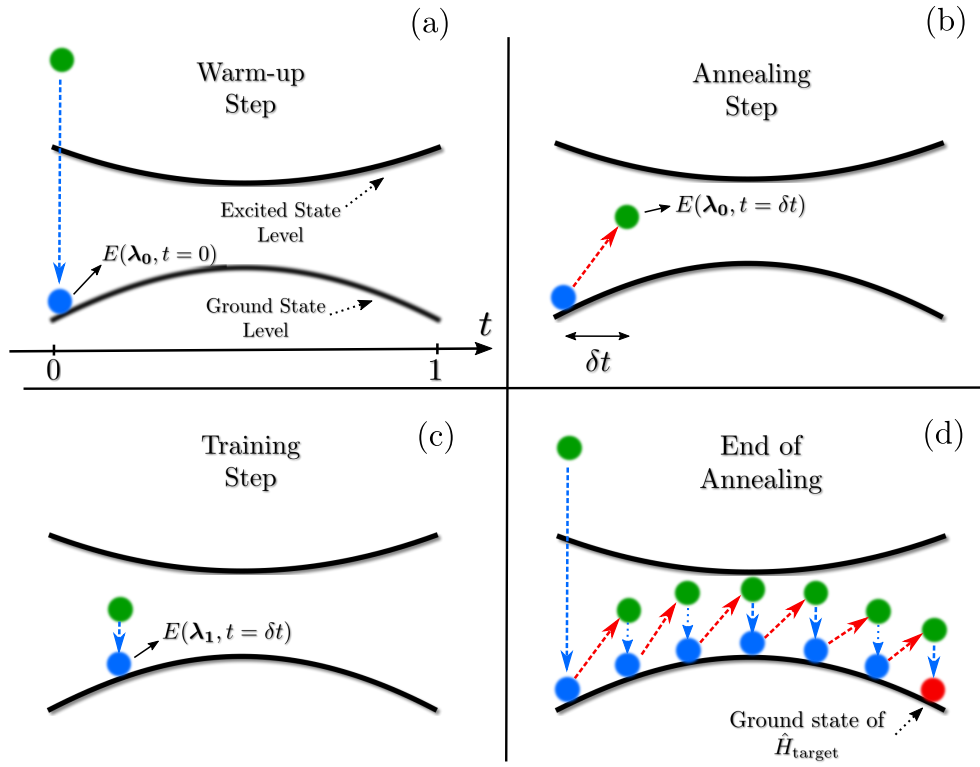 (a)
Warm-up
Step
Excited State
Level
E(λ₀, t = 0)
Ground State
Level
t
0
1
(b)
Annealing
Step
E(λ₀, t = δt)
δt
(c)
Training
Step
E(λ₁, t = δt)
(d)
End of
Annealing
Ground state of
Ĥ_target